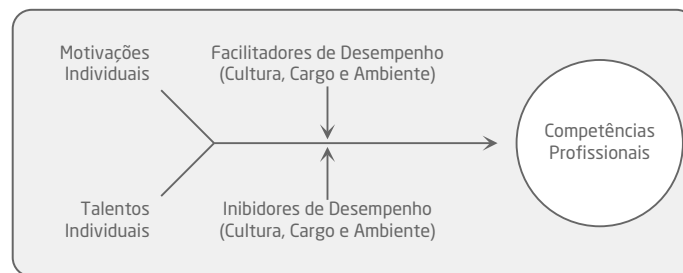 Motivações
Individuais
Facilitadores de Desempenho
(Cultura, Cargo e Ambiente)
Competências
Profissionais
Talentos
Individuais
Inibidores de Desempenho
(Cultura, Cargo e Ambiente)